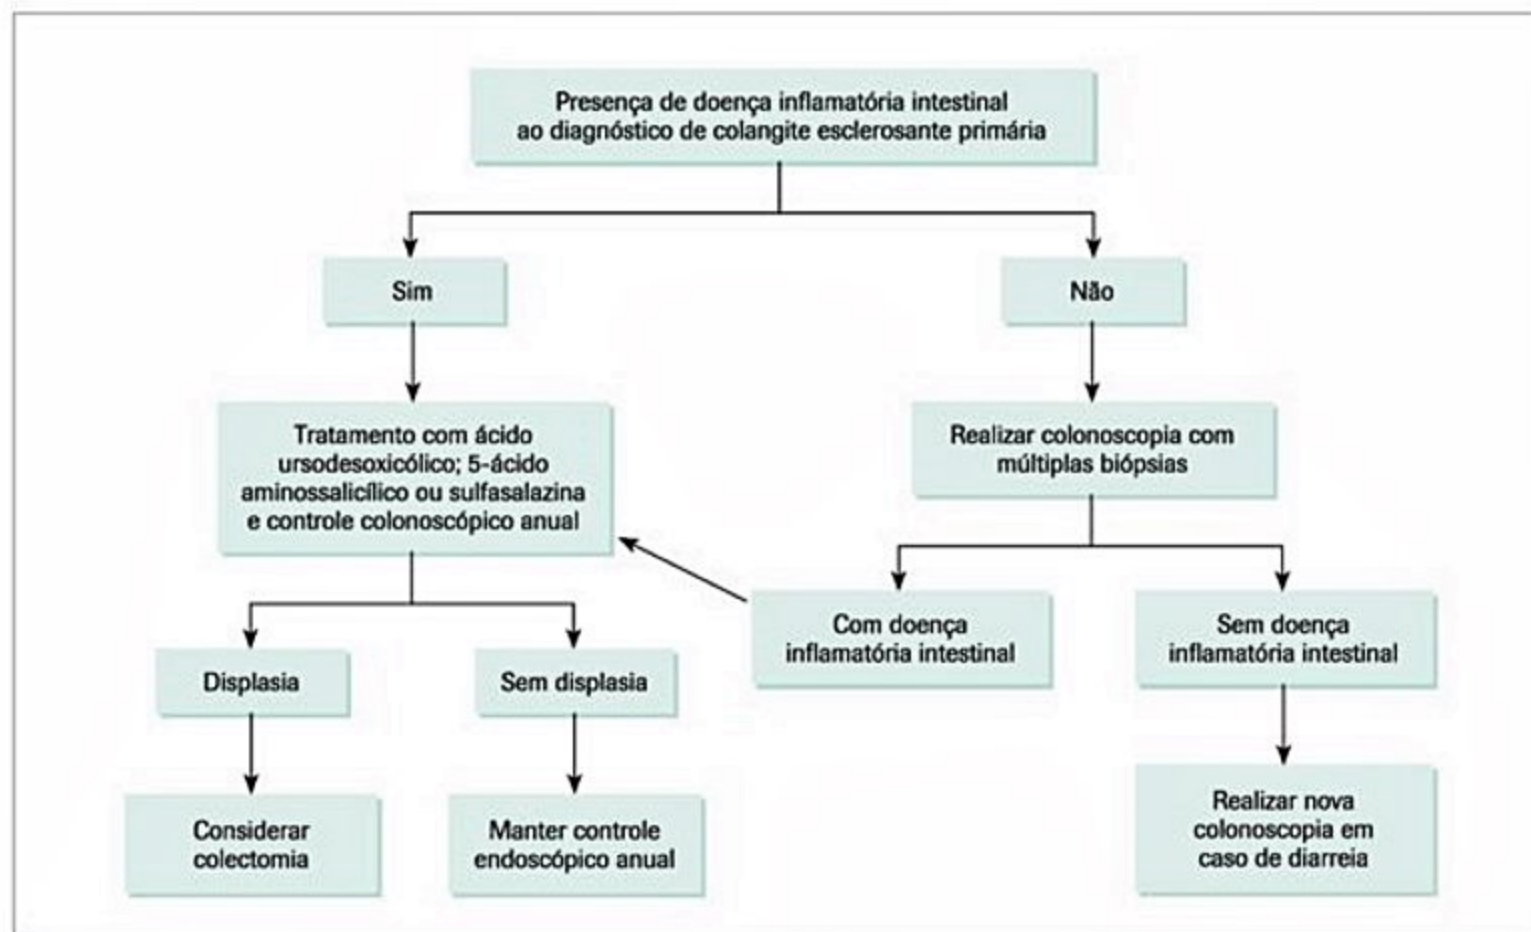 Presença de doença inflamatória intestinal
ao diagnóstico de colangite esclerosante primária
Sim
Não
Tratamento com ácido
ursodesoxicólico; 5-ácido
aminossalicílico ou sulfasalazina
e controle colonoscópico anual
Realizar colonoscopia com
múltiplas biópsias
Com doença
inflamatória intestinal
Sem doença
inflamatória intestinal
Displasia
Sem displasia
Considerar
colectomia
Manter controle
endoscópico anual
Realizar nova
colonoscopia em
caso de diarreia